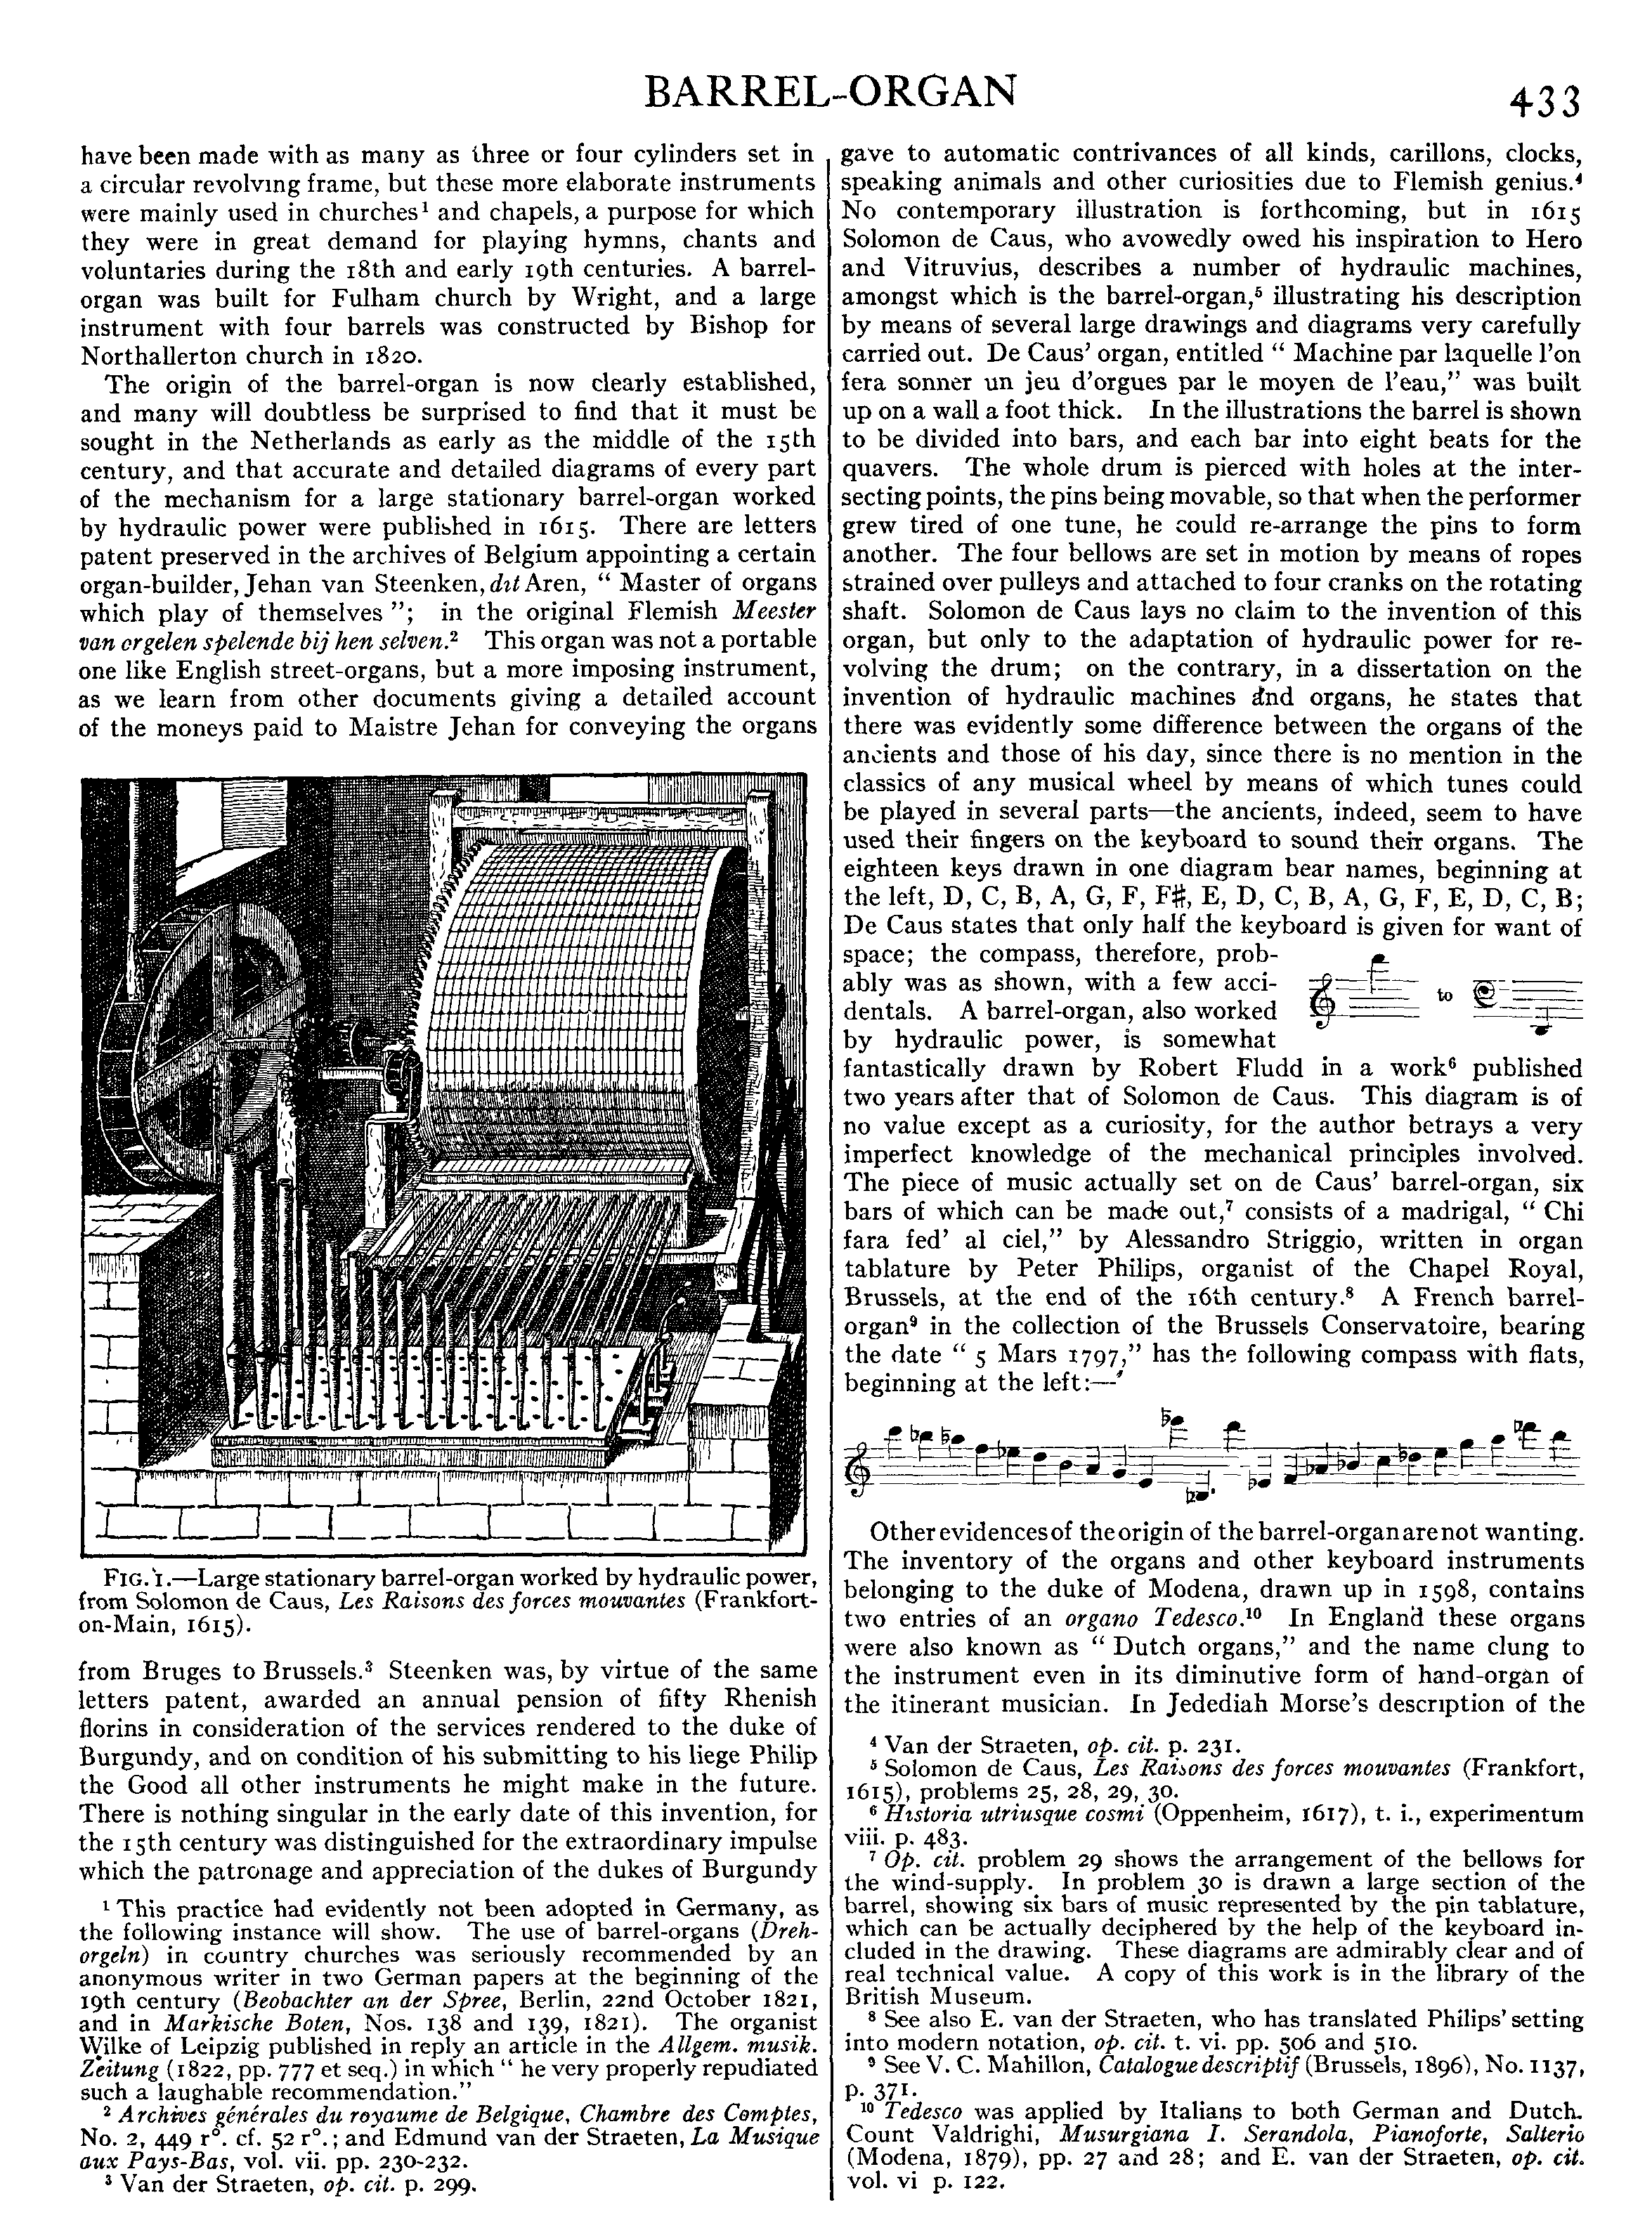 BARREL-ORGAN
433
have been made with as many as three or four cylinders set in
a circular revolving frame, but these more elaborate instruments
were mainly used in churches¹ and chapels, a purpose for which
they were in great demand for playing hymns, chants and
voluntaries during the 18th and early 19th centuries. A barrel-
organ was built for Fulham church by Wright, and a large
instrument with four barrels was constructed by Bishop for
Northallerton church in 1820.
The origin of the barrel-organ is now clearly established,
and many will doubtless be surprised to find that it must be
sought in the Netherlands as early as the middle of the 15th
century, and that accurate and detailed diagrams of every part
of the mechanism for a large stationary barrel-organ worked
by hydraulic power were published in 1615. There are letters
patent preserved in the archives of Belgium appointing a certain
organ-builder, Jehan van Steenken, dit Aren, “ Master of organs
which play of themselves ”; in the original Flemish Meester
van orgelen spelende bij hen selven.² This organ was not a portable
one like English street-organs, but a more imposing instrument,
as we learn from other documents giving a detailed account
of the moneys paid to Maistre Jehan for conveying the organs
FIG. 1.—Large stationary barrel-organ worked by hydraulic power,
from Solomon de Caus, Les Raisons des forces mouvantes (Frankfort-
on-Main, 1615).
from Bruges to Brussels.³ Steenken was, by virtue of the same
letters patent, awarded an annual pension of fifty Rhenish
florins in consideration of the services rendered to the duke of
Burgundy, and on condition of his submitting to his liege Philip
the Good all other instruments he might make in the future.
There is nothing singular in the early date of this invention, for
the 15th century was distinguished for the extraordinary impulse
which the patronage and appreciation of the dukes of Burgundy
¹ This practice had evidently not been adopted in Germany, as
the following instance will show. The use of barrel-organs (Dreh-
orgeln) in country churches was seriously recommended by an
anonymous writer in two German papers at the beginning of the
19th century (Beobachter an der Spree, Berlin, 22nd October 1821,
and in Markische Boten, Nos. 138 and 139, 1821). The organist
Wilke of Leipzig published in reply an article in the Allgem. musik.
Zeitung (1822, pp. 777 et seq.) in which “ he very properly repudiated
such a laughable recommendation.”
² Archives générales du royaume de Belgique, Chambre des Comptes,
No. 2, 449 r°. cf. 52 r°.; and Edmund van der Straeten, La Musique
aux Pays-Bas, vol. vii. pp. 230-232.
³ Van der Straeten, op. cit. p. 299.
gave to automatic contrivances of all kinds, carillons, clocks,
speaking animals and other curiosities due to Flemish genius.⁴
No contemporary illustration is forthcoming, but in 1615
Solomon de Caus, who avowedly owed his inspiration to Hero
and Vitruvius, describes a number of hydraulic machines,
amongst which is the barrel-organ,⁵ illustrating his description
by means of several large drawings and diagrams very carefully
carried out. De Caus’ organ, entitled “ Machine par laquelle l’on
fera sonner un jeu d’orgues par le moyen de l’eau,” was built
up on a wall a foot thick. In the illustrations the barrel is shown
to be divided into bars, and each bar into eight beats for the
quavers. The whole drum is pierced with holes at the inter-
secting points, the pins being movable, so that when the performer
grew tired of one tune, he could re-arrange the pins to form
another. The four bellows are set in motion by means of ropes
strained over pulleys and attached to four cranks on the rotating
shaft. Solomon de Caus lays no claim to the invention of this
organ, but only to the adaptation of hydraulic power for re-
volving the drum; on the contrary, in a dissertation on the
invention of hydraulic machines and organs, he states that
there was evidently some difference between the organs of the
ancients and those of his day, since there is no mention in the
classics of any musical wheel by means of which tunes could
be played in several parts—the ancients, indeed, seem to have
used their fingers on the keyboard to sound their organs. The
eighteen keys drawn in one diagram bear names, beginning at
the left, D, C, B, A, G, F, F♯, E, D, C, B, A, G, F, E, D, C, B;
De Caus states that only half the keyboard is given for want of
space; the compass, therefore, prob-
ably was as shown, with a few acci-
dentals. A barrel-organ, also worked
by hydraulic power, is somewhat
to
fantastically drawn by Robert Fludd in a work⁶ published
two years after that of Solomon de Caus. This diagram is of
no value except as a curiosity, for the author betrays a very
imperfect knowledge of the mechanical principles involved.
The piece of music actually set on de Caus’ barrel-organ, six
bars of which can be made out,⁷ consists of a madrigal, “ Chi
fara fed’ al ciel,” by Alessandro Striggio, written in organ
tablature by Peter Philips, organist of the Chapel Royal,
Brussels, at the end of the 16th century.⁸ A French barrel-
organ⁹ in the collection of the Brussels Conservatoire, bearing
the date “ 5 Mars 1797,” has the following compass with flats,
beginning at the left:—
Other evidences of the origin of the barrel-organ are not wanting.
The inventory of the organs and other keyboard instruments
belonging to the duke of Modena, drawn up in 1598, contains
two entries of an organo Tedesco.¹⁰ In England these organs
were also known as “ Dutch organs,” and the name clung to
the instrument even in its diminutive form of hand-organ of
the itinerant musician. In Jedediah Morse’s description of the
⁴ Van der Straeten, op. cit. p. 231.
⁵ Solomon de Caus, Les Raisons des forces mouvantes (Frankfort,
1615), problems 25, 28, 29, 30.
⁶ Historia utriusque cosmi (Oppenheim, 1617), t. i., experimentum
viii. p. 483.
⁷ Op. cit. problem 29 shows the arrangement of the bellows for
the wind-supply. In problem 30 is drawn a large section of the
barrel, showing six bars of music represented by the pin tablature,
which can be actually deciphered by the help of the keyboard in-
cluded in the drawing. These diagrams are admirably clear and of
real technical value. A copy of this work is in the library of the
British Museum.
⁸ See also E. van der Straeten, who has translated Philips’ setting
into modern notation, op. cit. t. vi. pp. 506 and 510.
⁹ See V. C. Mahillon, Catalogue descriptif (Brussels, 1896), No. 1137,
p. 371.
¹⁰ Tedesco was applied by Italians to both German and Dutch.
Count Valdrighi, Musurgiana I. Serandola, Pianoforte, Salterio
(Modena, 1879), pp. 27 and 28; and E. van der Straeten, op. cit.
vol. vi p. 122.